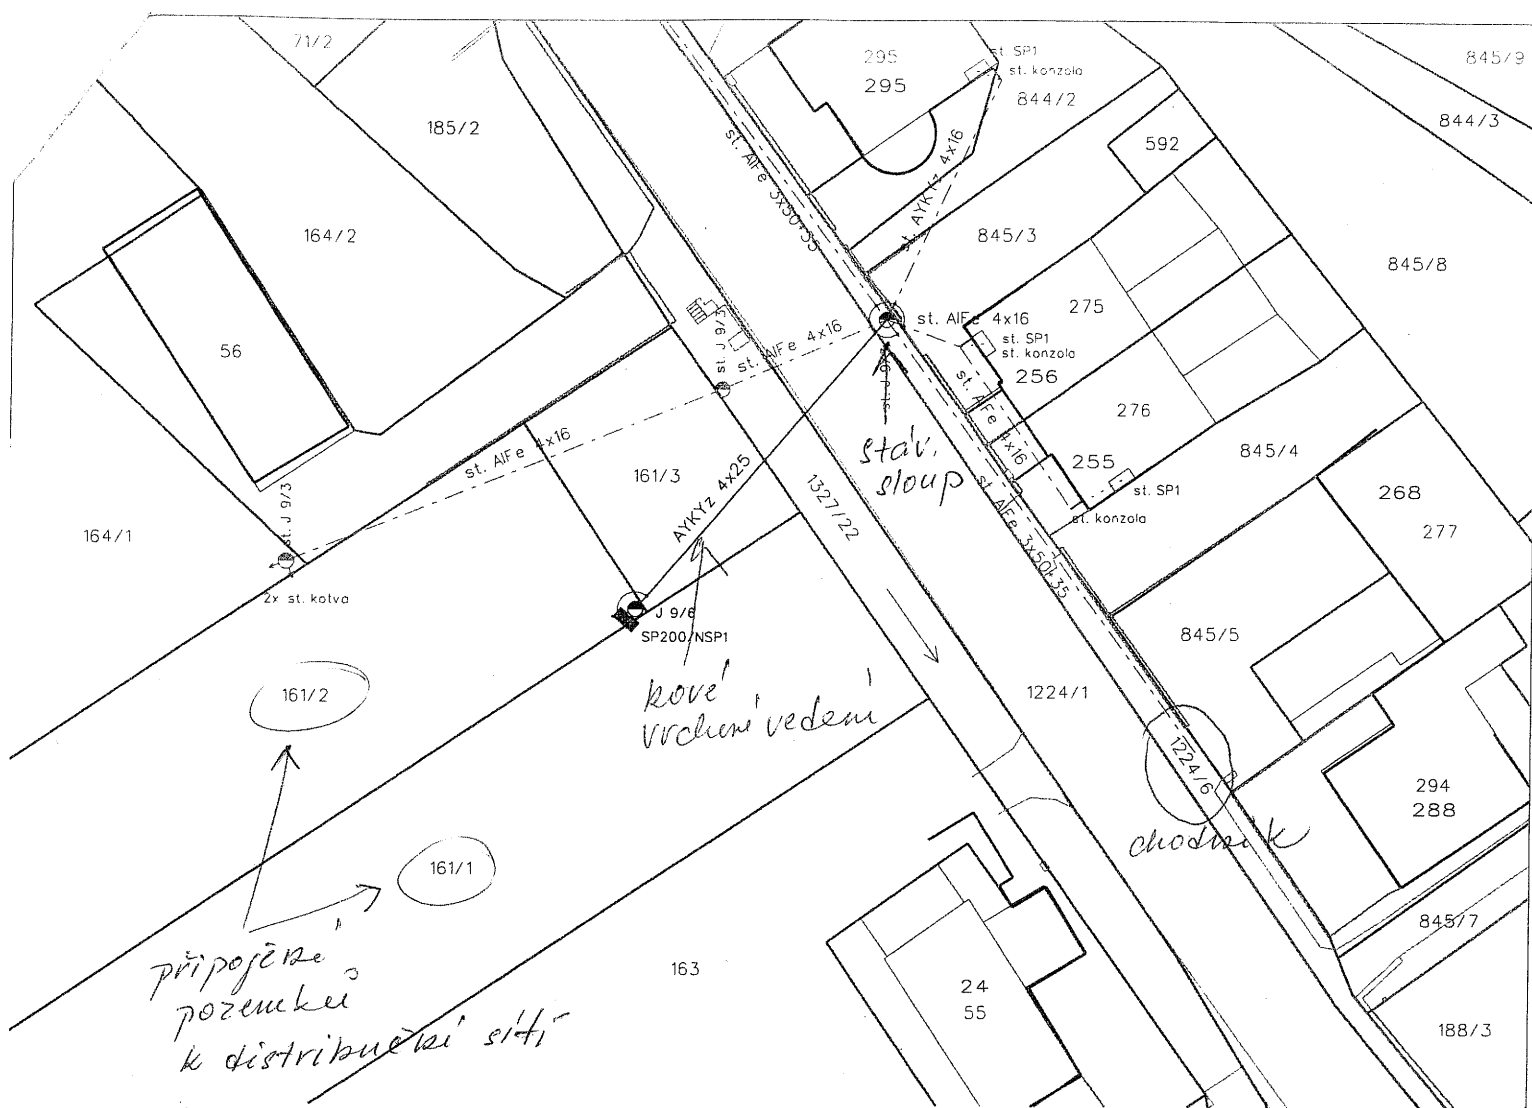 71/2
185/2
164/2
56
164/1
295
295
st. SP1
st. konzola
844/2
845/9
844/3
592
845/3
845/8
st. AlFe 3x50+35
st. AYKYz 4x16
st. AlFe 4x16
st. SP1
st. konzola
275
256
st. J 9/3
st. AlFe 4x16
st. AlFe 4x16
st. AlFe 4x16
276
255
845/4
st. SP1
st. konzola
268
277
stáv.
sloup
161/3
AYKYz 4x25
1327/22
st. AlFe 3x50+35
st. J 9/3
2x st. kotva
J 9/6
SP200/NSP1
845/5
161/2
kové
vrchní vedení
1224/1
1224/6
chodník
294
288
161/1
845/7
připojení
pozemků
k distribuční síti
163
24
55
188/3